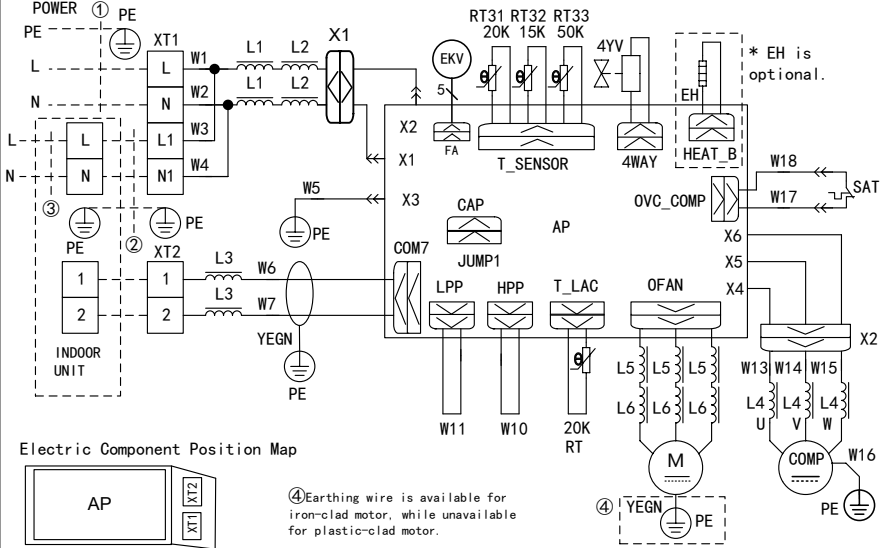 POWER ① PE
PE
XT1
L
N
L
N
L
N
L1
N1
L
N
W1
W2
W3
W4
L1 L2
L1 L2
X1
③
②
PE
PE
XT2
1
2
1
2
INDOOR
UNIT
L3
L3
W6
W7
YEGN
PE
W5
PE
X2
X1
X3
COM7
EKV
5
FA
RT31 RT32 RT33
20K 15K 50K
θ θ θ
T_SENSOR
4YV
4WAY
EH
HEAT_B
* EH is
optional.
CAP
JUMP1
AP
OVC_COMP
W18
W17
SAT
X6
X5
X4
LPP
HPP
T_LAC
OFAN
W11
W10
θ
20K
RT
L5 L5 L5
L6 L6 L6
M
④
YEGN
PE
X2
W13 W14 W15
L4 L4 L4
U V W
COMP
W16
PE
Electric Component Position Map
AP
XT2
XT1
④Earthing wire is available for
iron-clad motor, while unavailable
for plastic-clad motor.